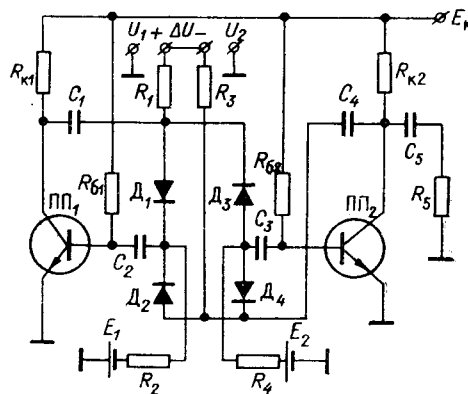 U₁ + ΔU − U₂ Eк
Rк1 C₁ R₁ R₃ C₄ Rк2
C₅
Rб1 Rб2
ПП₁ Д₁ Д₃ C₃ ПП₂ R₅
C₂
Д₂ Д₄
E₁ E₂
R₂ R₄